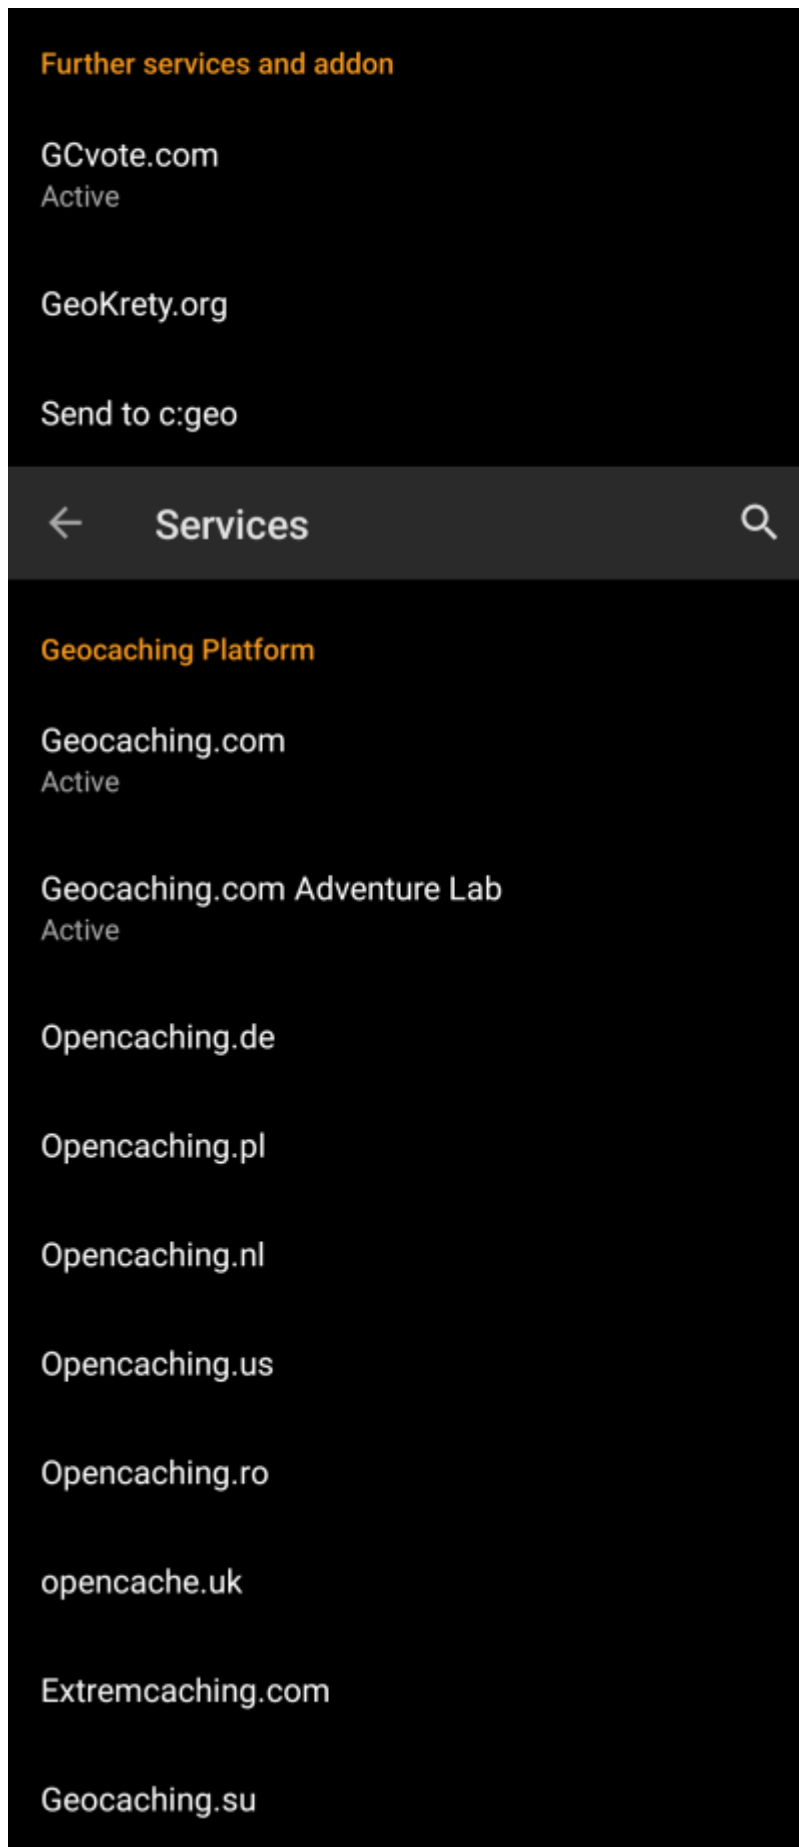 Further services and addon
GCvote.com
Active
GeoKrety.org
Send to c:geo
Services
Geocaching Platform
Geocaching.com
Active
Geocaching.com Adventure Lab
Active
Opencaching.de
Opencaching.pl
Opencaching.nl
Opencaching.us
Opencaching.ro
opencache.uk
Extremcaching.com
Geocaching.su